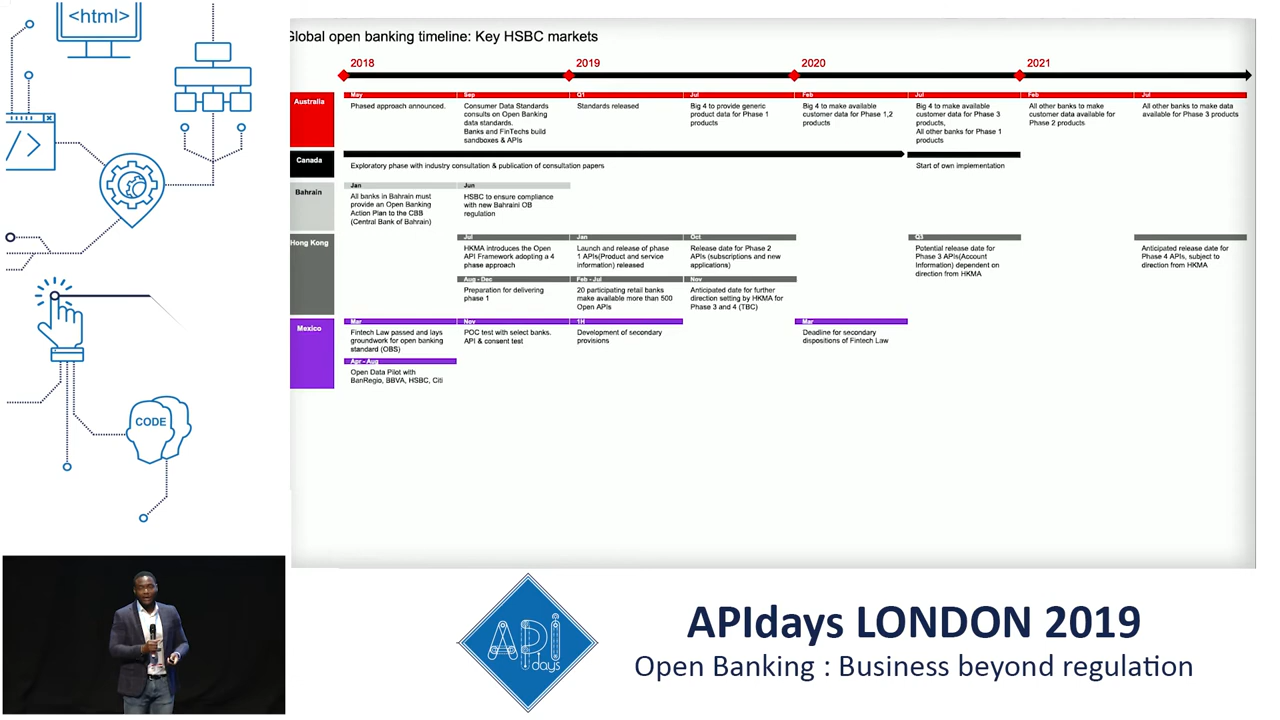 <html>
</>
CODE
Global open banking timeline: Key HSBC markets
2018
2019
2020
2021
Australia
May
Phased approach announced.
Sep
Consumer Data Standards
consults on Open Banking
data standards.
Banks and FinTechs build
sandboxes & APIs
Q1
Standards released
Jul
Big 4 to provide generic
product data for Phase 1
products
Feb
Big 4 to make available
customer data for Phase 1,2
products
Jul
Big 4 to make available
customer data for Phase 3
products,
All other banks for Phase 1
products
Feb
All other banks to make
customer data available for
Phase 2 products.
Jul
All other banks to make data
available for Phase 3 products
Canada
Exploratory phase with industry consultation & publication of consultation papers
Start of own implementation
Bahrain
Jan
All banks in Bahrain must
provide an Open Banking
Action Plan to the CBB
(Central Bank of Bahrain)
Jun
HSBC to ensure compliance
with new Bahraini OB
regulation
Hong Kong
Jul
HKMA introduces the Open
API Framework adopting a 4
phase approach
Jan
Launch and release of phase
1 APIs(Product and service
information) released
Oct
Release date for Phase 2
APIs (subscriptions and new
applications)
Q3
Potential release date for
Phase 3 APIs(Account
Information) dependent on
direction from HKMA
Anticipated release date for
Phase 4 APIs, subject to
direction from HKMA
Aug - Dec
Preparation for delivering
phase 1
Feb - Jul
20 participating retail banks
make available more than 500
Open APIs
Nov
Anticipated date for further
direction setting by HKMA for
Phase 3 and 4 (TBC)
Mexico
Mar
Fintech Law passed and lays
groundwork for open banking
standard (OBS)
Nov
POC test with select banks.
API & consent test
1H
Development of secondary
provisions
Mar
Deadline for secondary
dispositions of Fintech Law
Apr - Aug
Open Data Pilot with
BanRegio, BBVA, HSBC, Citi
API
days
APIdays LONDON 2019
Open Banking : Business beyond regulation